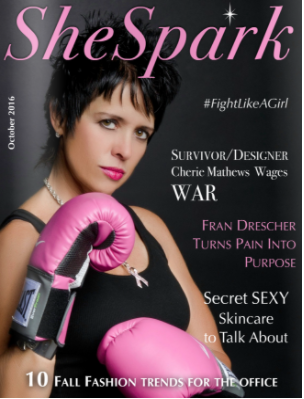 SheSpark
October 2016
#FightLikeAGirl
SURVIVOR/DESIGNER
Cherie Mathews Wages
WAR
FRAN DRESCHER
TURNS PAIN INTO
PURPOSE
Secret SEXY
Skincare
to Talk About
10 FALL FASHION TRENDS FOR THE OFFICE